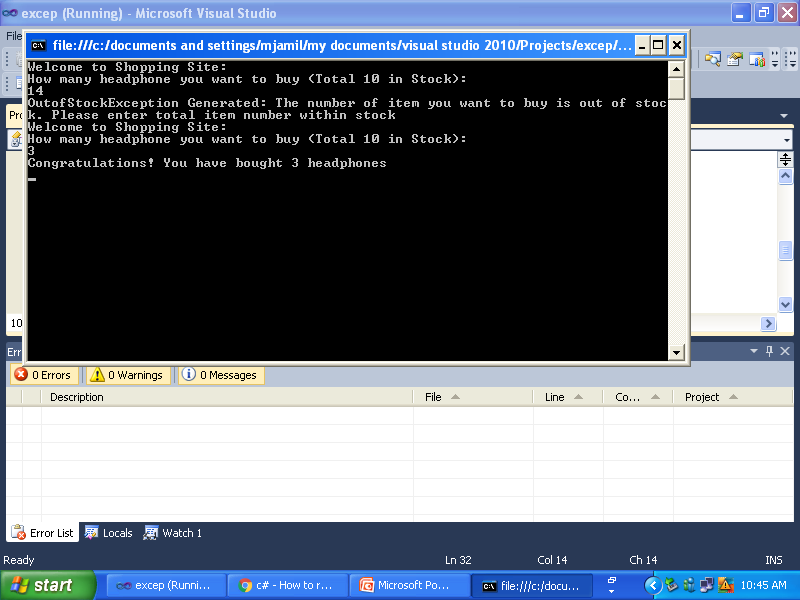 excep (Running) - Microsoft Visual Studio
File
file:///c:/documents and settings/mjamil/my documents/visual studio 2010/Projects/excep/...
Welcome to Shopping Site:
How many headphone you want to buy (Total 10 in Stock):
14
OutofStockException Generated: The number of item you want to buy is out of stoc
k. Please enter total item number within stock
Welcome to Shopping Site:
How many headphone you want to buy (Total 10 in Stock):
3
Congratulations! You have bought 3 headphones
10
0 Errors 0 Warnings 0 Messages
Description File Line Co... Project
Error List Locals Watch 1
Ready Ln 32 Col 14 Ch 14 INS
start excep (Runni... c# - How to r... Microsoft Po... file:///c:/docu... 10:45 AM